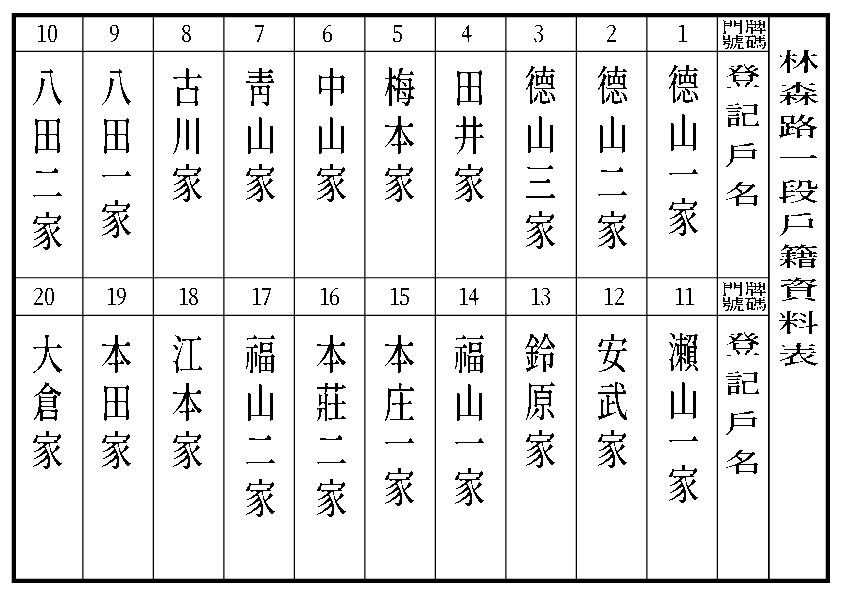 林森路一段戶籍資料表
門牌號碼
登記戶名
1
德山一家
2
德山二家
3
德山三家
4
田井家
5
梅本家
6
中山家
7
青山家
8
古川家
9
八田一家
10
八田二家
門牌號碼
登記戶名
11
瀨山一家
12
安武家
13
鈴原家
14
福山一家
15
本庄一家
16
本莊二家
17
福山二家
18
江本家
19
本田家
20
大倉家